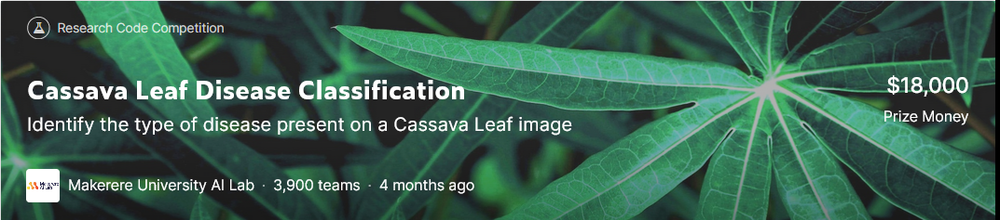 Research Code Competition
Cassava Leaf Disease Classification
Identify the type of disease present on a Cassava Leaf image
$18,000
Prize Money
Makerere University AI Lab · 3,900 teams · 4 months ago